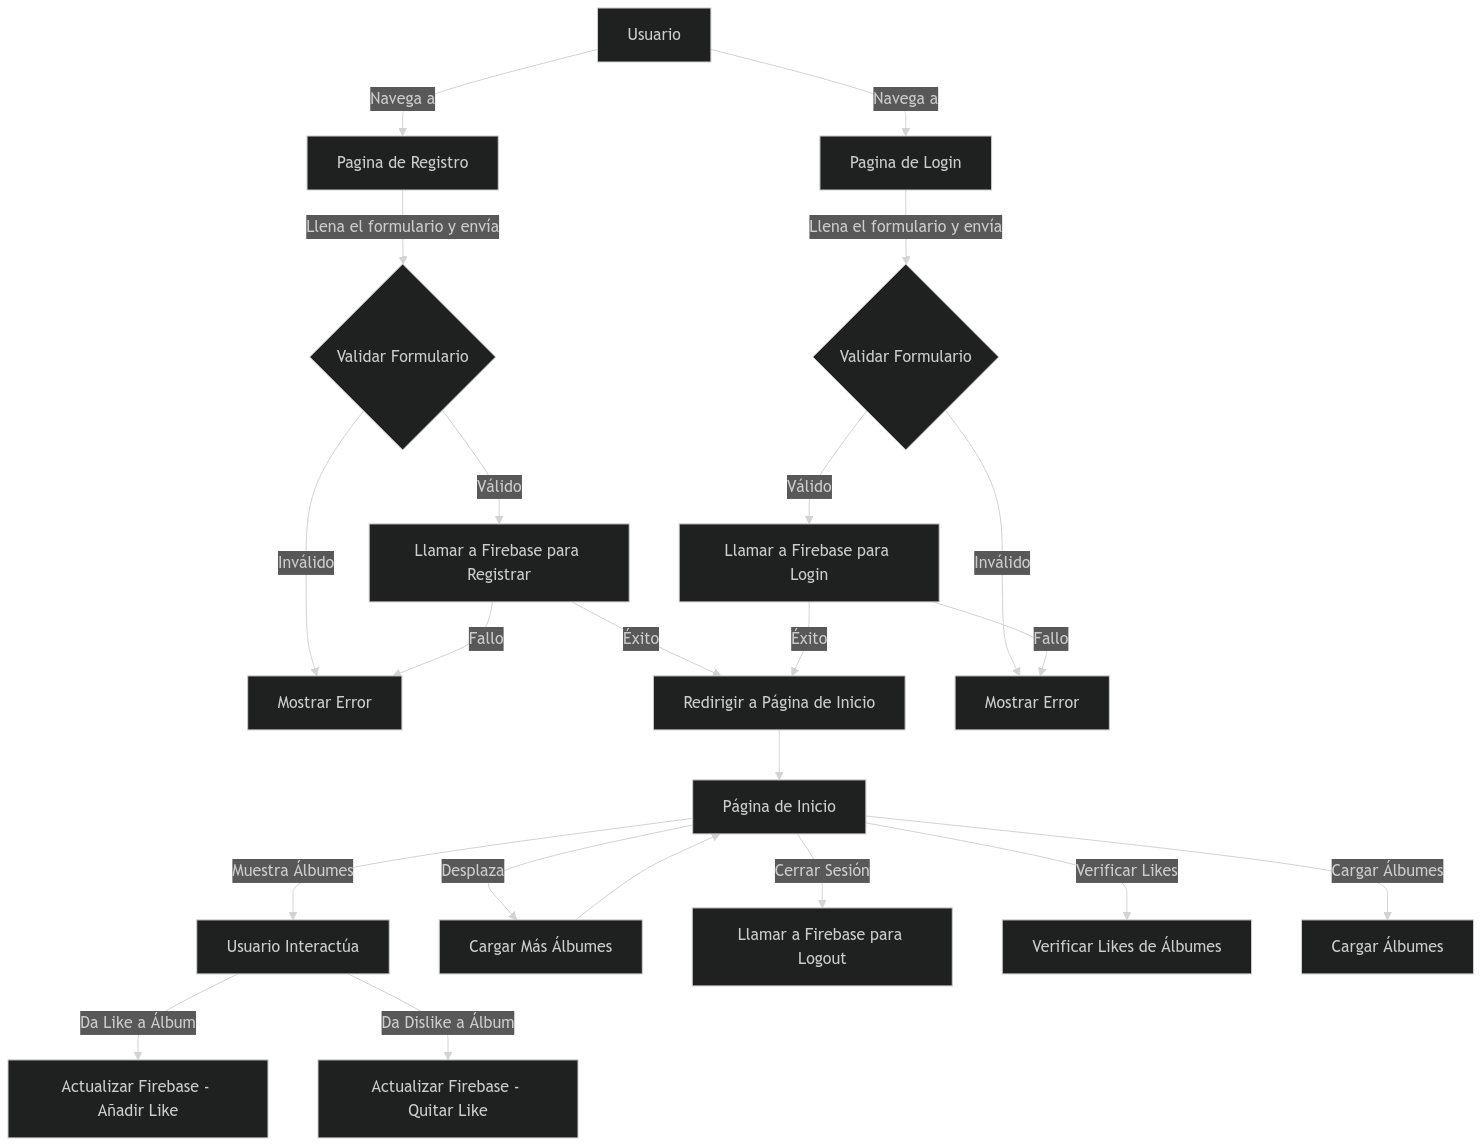 Usuario
Navega a
Navega a
Pagina de Registro
Pagina de Login
Llena el formulario y envía
Llena el formulario y envía
Validar Formulario
Validar Formulario
Válido
Válido
Inválido
Llamar a Firebase para
Registrar
Llamar a Firebase para
Login
Inválido
Fallo
Éxito
Éxito
Fallo
Mostrar Error
Redirigir a Página de Inicio
Mostrar Error
Página de Inicio
Muestra Álbumes
Desplaza
Cerrar Sesión
Verificar Likes
Cargar Álbumes
Usuario Interactúa
Cargar Más Álbumes
Llamar a Firebase para
Logout
Verificar Likes de Álbumes
Cargar Álbumes
Da Like a Álbum
Da Dislike a Álbum
Actualizar Firebase -
Añadir Like
Actualizar Firebase -
Quitar Like